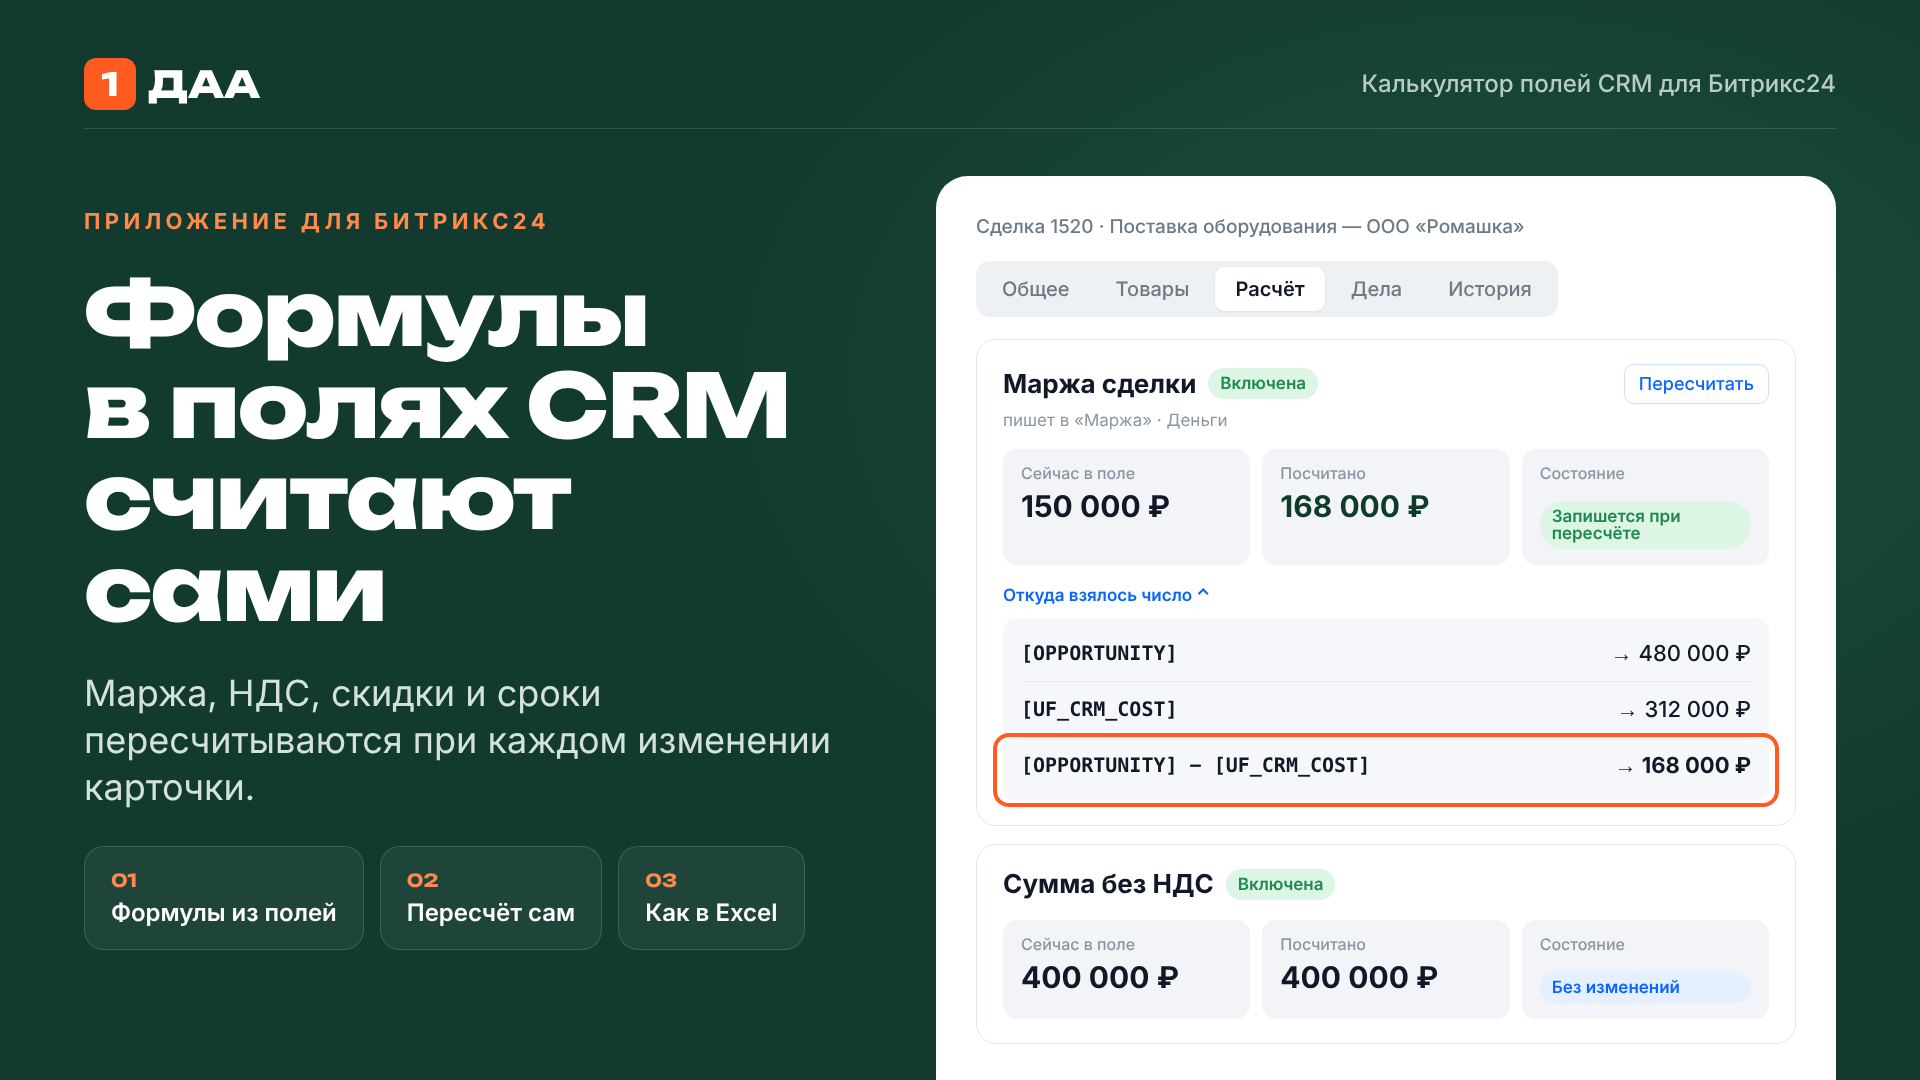 1 ДАА
Калькулятор полей CRM для Битрикс24
ПРИЛОЖЕНИЕ ДЛЯ БИТРИКС24
Формулы
в полях CRM
считают
сами
Маржа, НДС, скидки и сроки
пересчитываются при каждом изменении
карточки.
01
Формулы из полей
02
Пересчёт сам
03
Как в Excel
Сделка 1520 · Поставка оборудования — ООО «Ромашка»
Общее Товары Расчёт Дела История
Маржа сделки Включена Пересчитать
пишет в «Маржа» · Деньги
Сейчас в поле
150 000 ₽
Посчитано
168 000 ₽
Состояние
Запишется при
пересчёте
Откуда взялось число ^
[OPPORTUNITY] → 480 000 ₽
[UF_CRM_COST] → 312 000 ₽
[OPPORTUNITY] − [UF_CRM_COST] → 168 000 ₽
Сумма без НДС Включена
Сейчас в поле
400 000 ₽
Посчитано
400 000 ₽
Состояние
Без изменений